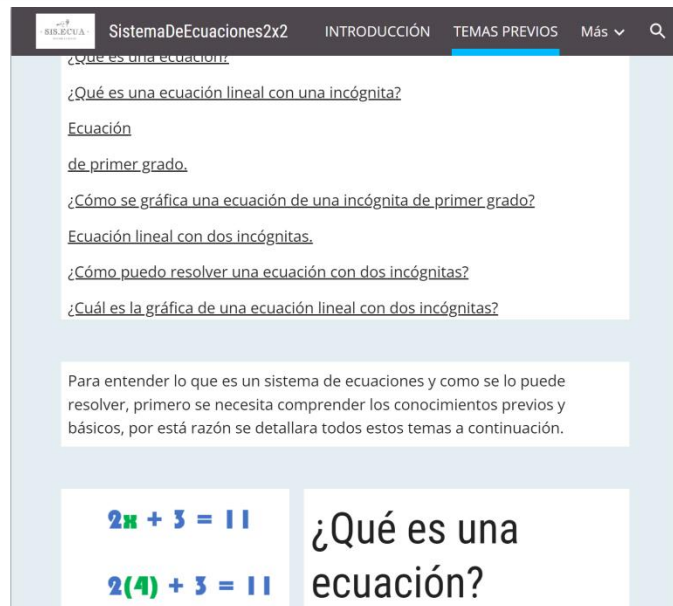 SIS.ECUA
SistemaDeEcuaciones2x2
INTRODUCCIÓN
TEMAS PREVIOS
Más
¿Qué es una ecuación?
¿Qué es una ecuación lineal con una incógnita?
Ecuación
de primer grado.
¿Cómo se gráfica una ecuación de una incógnita de primer grado?
Ecuación lineal con dos incógnitas.
¿Cómo puedo resolver una ecuación con dos incógnitas?
¿Cuál es la gráfica de una ecuación lineal con dos incógnitas?
Para entender lo que es un sistema de ecuaciones y como se lo puede
resolver, primero se necesita comprender los conocimientos previos y
básicos, por está razón se detallara todos estos temas a continuación.
2x + 3 = 11
2(4) + 3 = 11
¿Qué es una
ecuación?